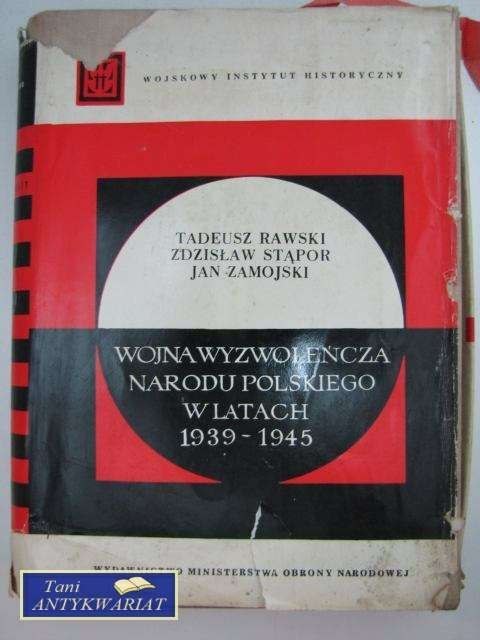 WOJSKOWY INSTYTUT HISTORYCZNY
TADEUSZ RAWSKI
ZDZISŁAW STĄPOR
JAN ZAMOJSKI
WOJNA WYZWOLEŃCZA
NARODU POLSKIEGO
W LATACH
1939-1945
WYDAWNICTWO MINISTERSTWA OBRONY NARODOWEJ
Tani
ANTYKWARIAT